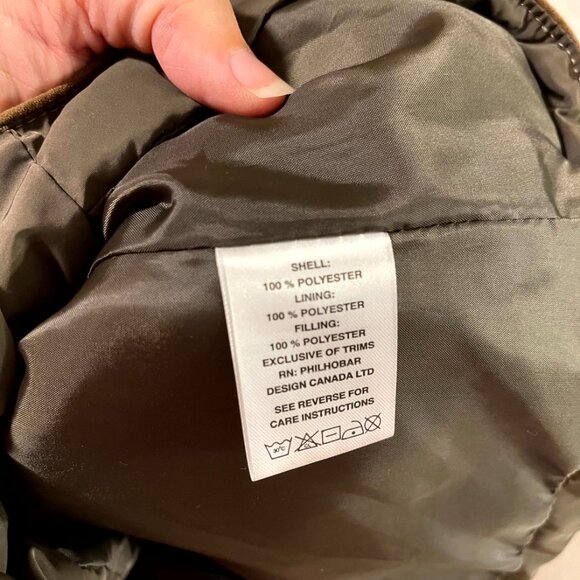 SHELL:
100 % POLYESTER
LINING:
100 % POLYESTER
FILLING:
100 % POLYESTER
EXCLUSIVE OF TRIMS
RN: PHILHOBAR
DESIGN CANADA LTD
SEE REVERSE FOR
CARE INSTRUCTIONS
30°C